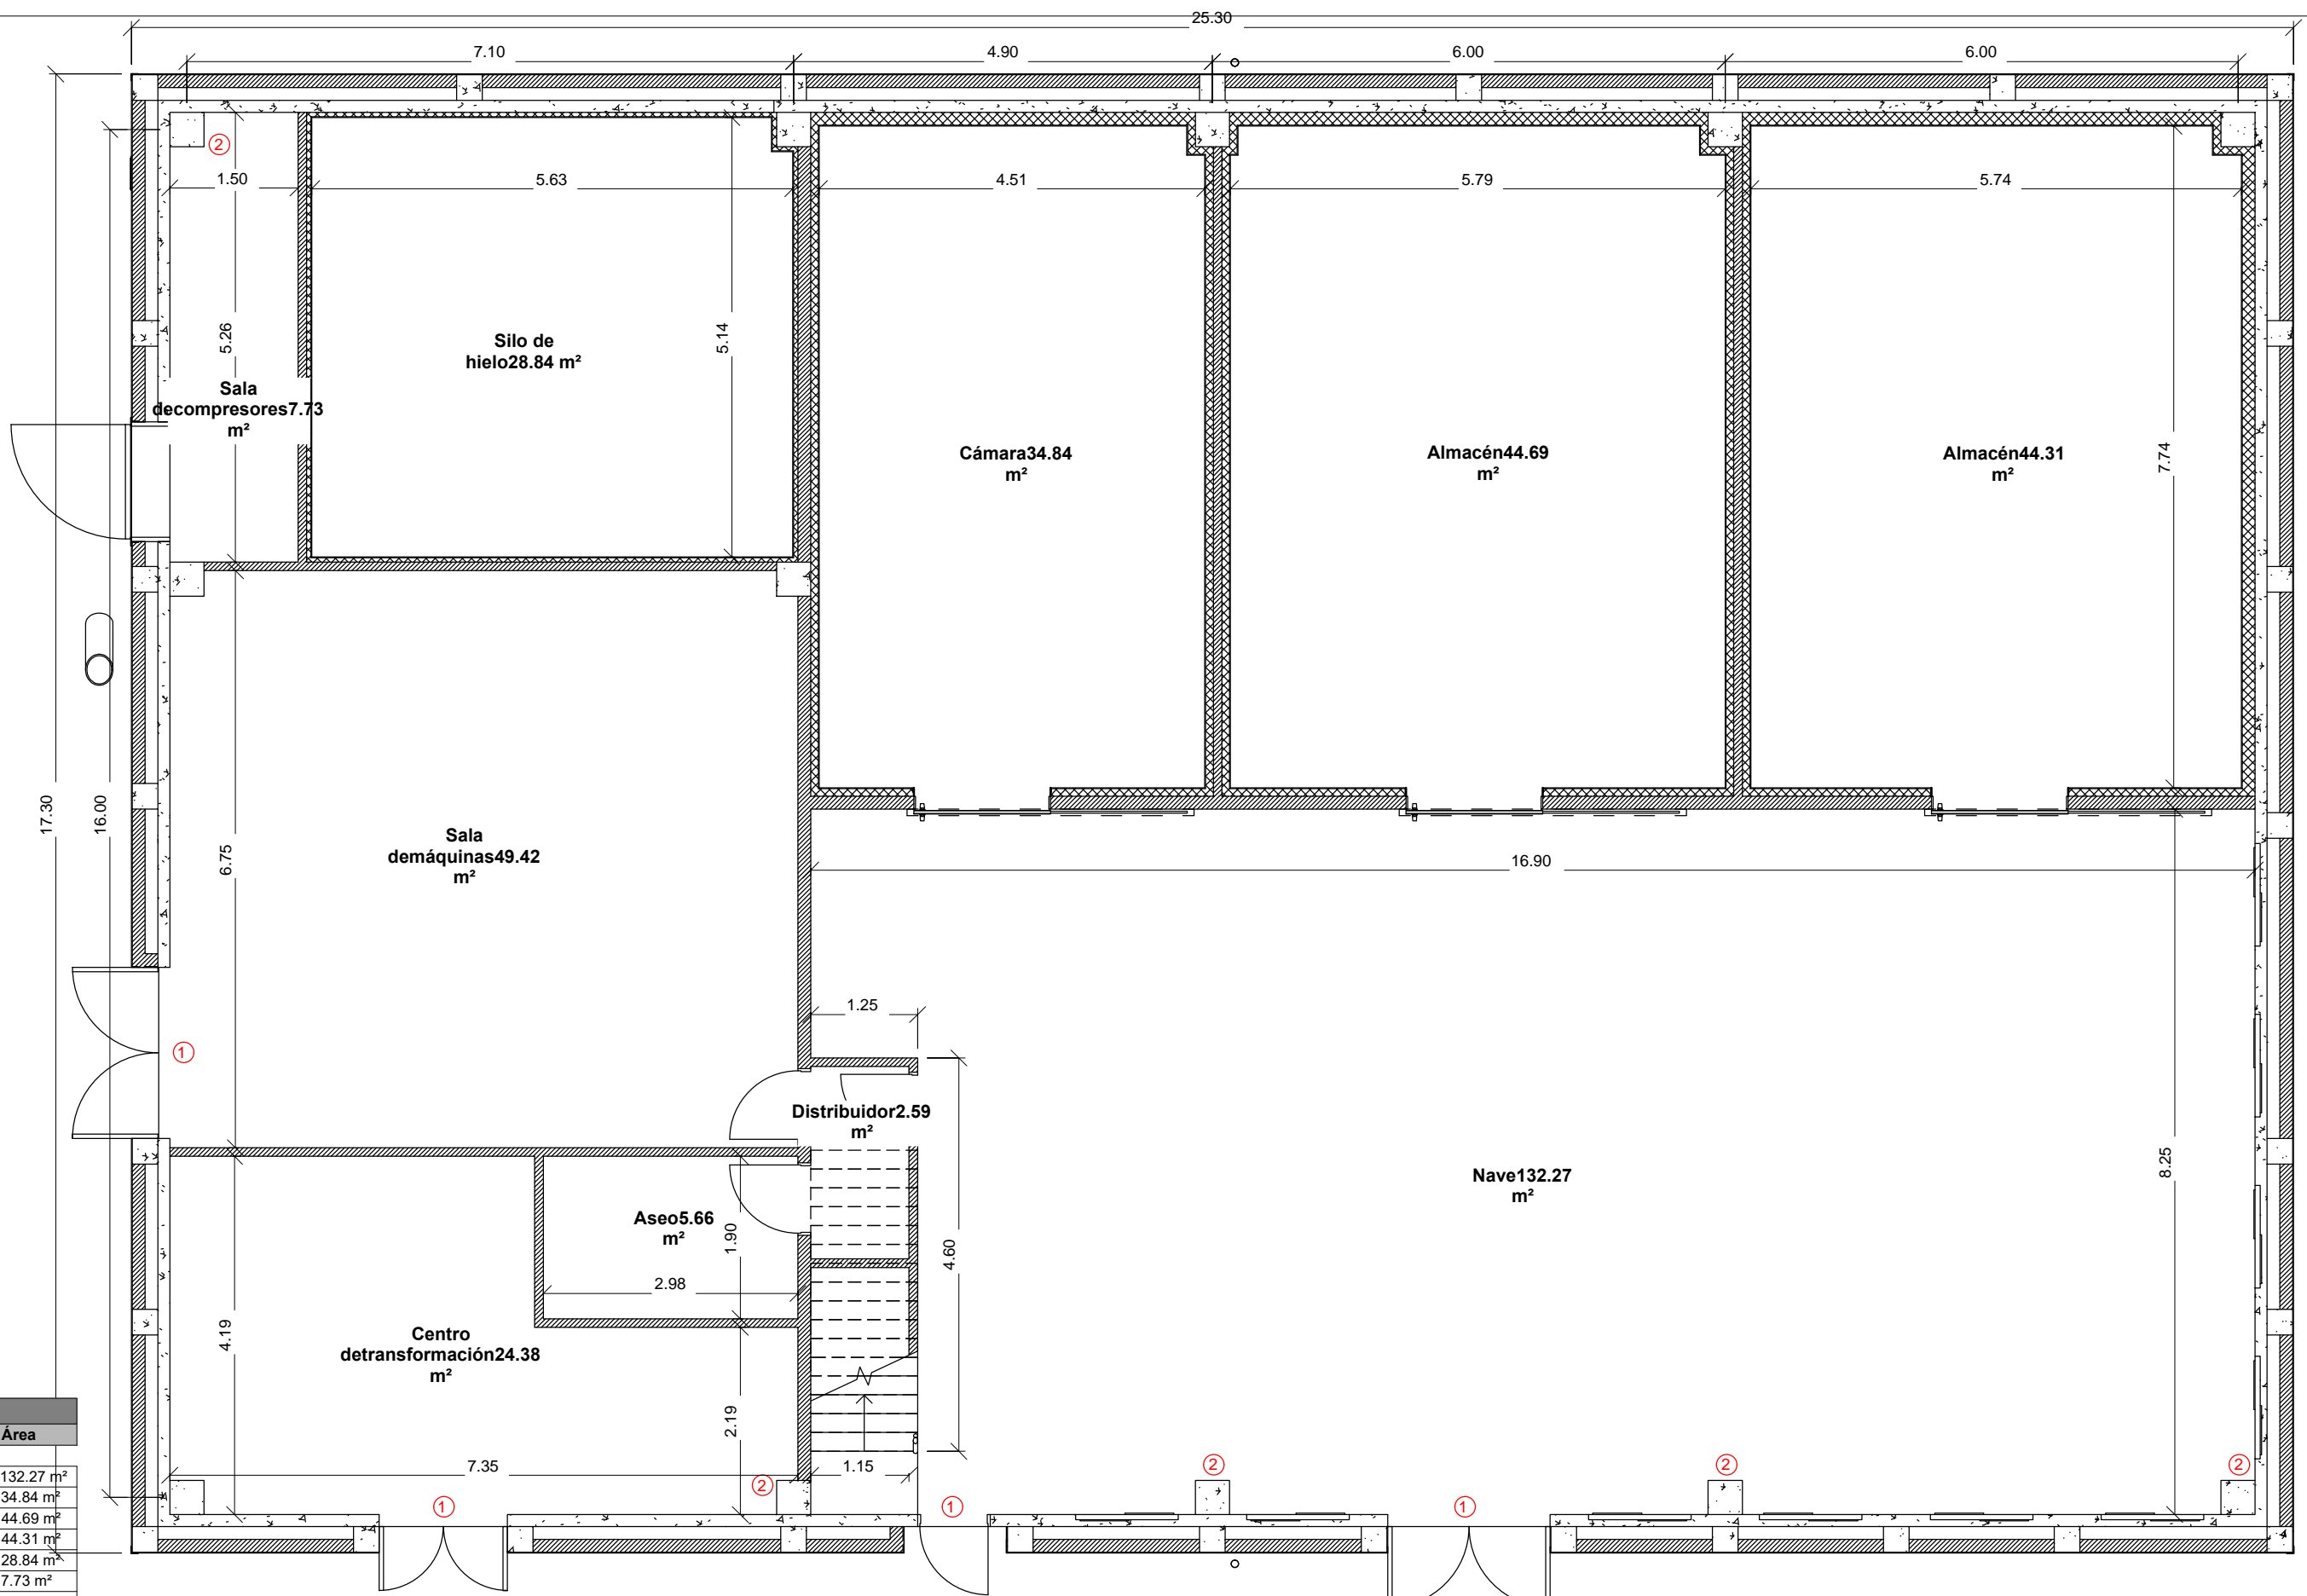 25.30
7.10
4.90
6.00
6.00
2
1.50
5.63
4.51
5.79
5.74
5.26
Silo de
hielo28.84 m²
5.14
Sala
decompresores7.73
m²
Cámara34.84
m²
Almacén44.69
m²
Almacén44.31
m²
7.74
17.30
16.00
6.75
Sala
demáquinas49.42
m²
16.90
1.25
1
Distribuidor2.59
m²
Nave132.27
m²
8.25
Aseo5.66
m²
1.90
4.60
2.98
4.19
Centro
detransformación24.38
m²
2.19
7.35
2
1.15
2
2
2
1
1
1
Área
132.27 m²
34.84 m²
44.69 m²
44.31 m²
28.84 m²
7.73 m²